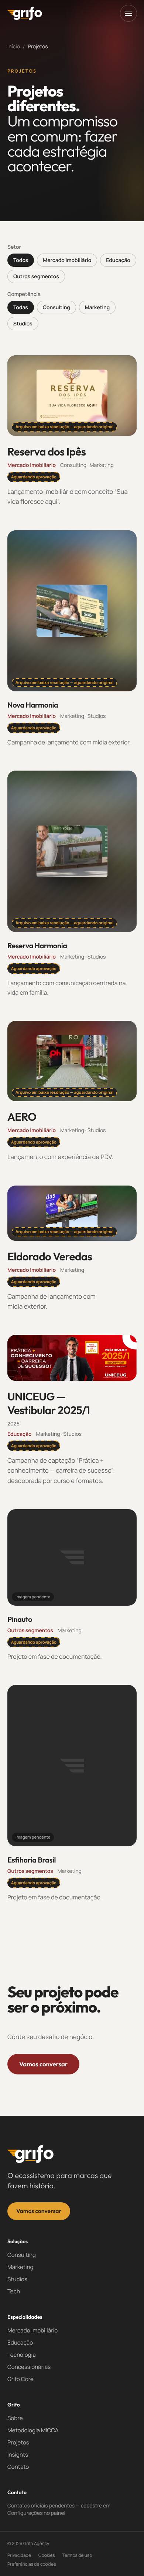 grifo
Início / Projetos
PROJETOS
Projetos
diferentes.
Um compromisso
em comum: fazer
cada estratégia
acontecer.
Setor
Todos Mercado Imobiliário Educação
Outros segmentos
Competência
Todas Consulting Marketing
Studios
RESERVA
DOS IPÊS
SUA VIDA FLORESCE AQUI
Arquivo em baixa resolução — aguardando original
Reserva dos Ipês
Mercado Imobiliário Consulting · Marketing
Aguardando aprovação
Lançamento imobiliário com conceito "Sua
vida floresce aqui".
Arquivo em baixa resolução — aguardando original
Nova Harmonia
Mercado Imobiliário Marketing · Studios
Aguardando aprovação
Campanha de lançamento com mídia exterior.
Arquivo em baixa resolução — aguardando original
Reserva Harmonia
Mercado Imobiliário Marketing · Studios
Aguardando aprovação
Lançamento com comunicação centrada na
vida em família.
Arquivo em baixa resolução — aguardando original
AERO
Mercado Imobiliário Marketing · Studios
Aguardando aprovação
Lançamento com experiência de PDV.
Arquivo em baixa resolução — aguardando original
Eldorado Veredas
Mercado Imobiliário Marketing
Aguardando aprovação
Campanha de lançamento com
mídia exterior.
PRÁTICA +
CONHECIMENTO =
CARREIRA
DE SUCESSO!
VESTIBULAR
2025/1
UNICEUG
UNICEUG —
Vestibular 2025/1
2025
Educação Marketing · Studios
Aguardando aprovação
Campanha de captação "Prática +
conhecimento = carreira de sucesso",
desdobrada por curso e formatos.
Imagem pendente
Pinauto
Outros segmentos Marketing
Aguardando aprovação
Projeto em fase de documentação.
Imagem pendente
Esfiharia Brasil
Outros segmentos Marketing
Aguardando aprovação
Projeto em fase de documentação.
Seu projeto pode
ser o próximo.
Conte seu desafio de negócio.
Vamos conversar
grifo
O ecossistema para marcas que
fazem história.
Vamos conversar
Soluções
Consulting
Marketing
Studios
Tech
Especialidades
Mercado Imobiliário
Educação
Tecnologia
Concessionárias
Grifo Core
Grifo
Sobre
Metodologia MICCA
Projetos
Insights
Contato
Contato
Contatos oficiais pendentes — cadastre em
Configurações no painel.
© 2026 Grifo Agency
Privacidade Cookies Termos de uso
Preferências de cookies